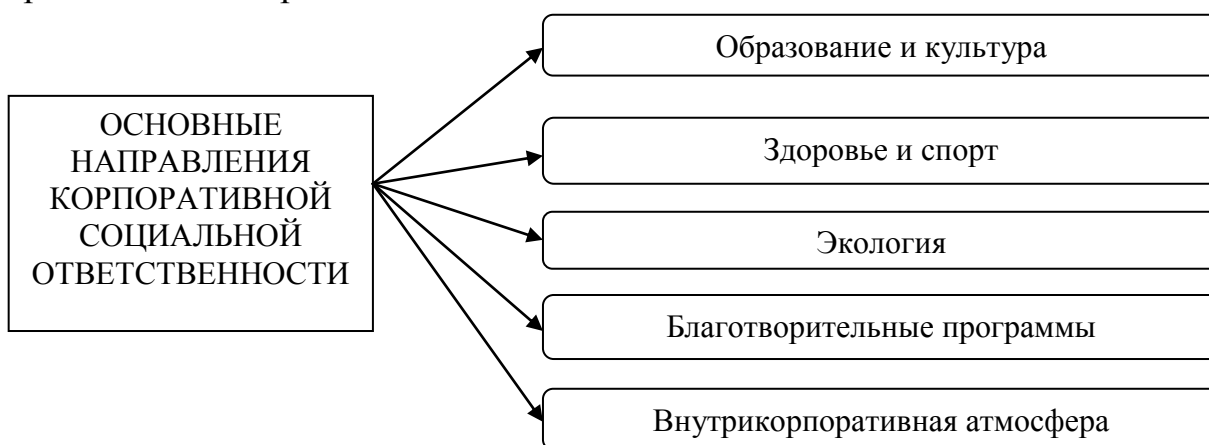 ОСНОВНЫЕ
НАПРАВЛЕНИЯ
КОРПОРАТИВНОЙ
СОЦИАЛЬНОЙ
ОТВЕТСТВЕННОСТИ
Образование и культура
Здоровье и спорт
Экология
Благотворительные программы
Внутрикорпоративная атмосфера